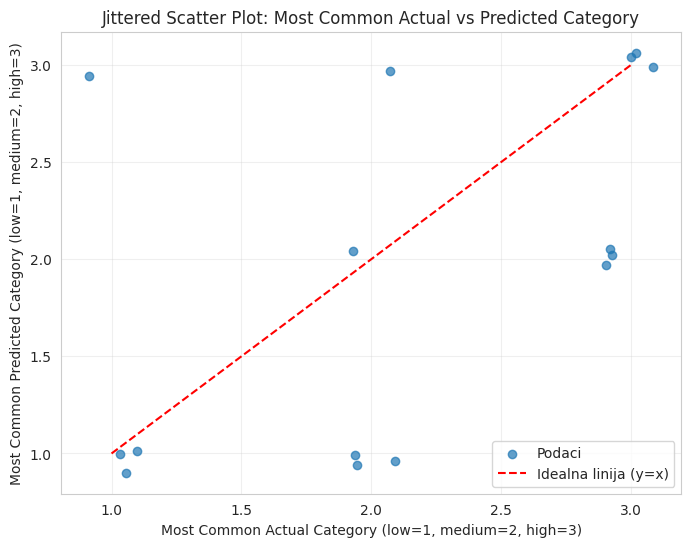 Jittered Scatter Plot: Most Common Actual vs Predicted Category
Most Common Predicted Category (low=1, medium=2, high=3)
3.0
2.5
2.0
1.5
1.0
Podaci
Idealna linija (y=x)
1.0 1.5 2.0 2.5 3.0
Most Common Actual Category (low=1, medium=2, high=3)